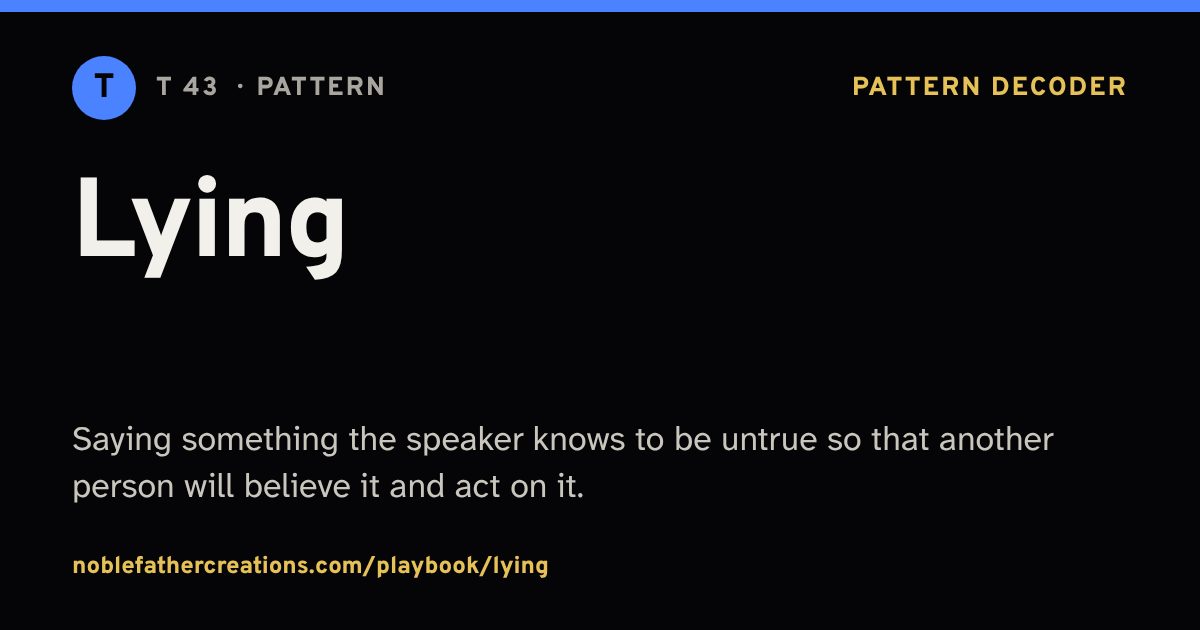 T
T 43 · PATTERN
PATTERN DECODER
Lying
Saying something the speaker knows to be untrue so that another
person will believe it and act on it.
noblefathercreations.com/playbook/lying